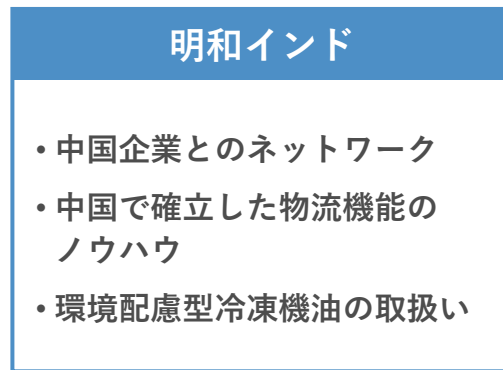 明和インド
・中国企業とのネットワーク
・中国で確立した物流機能の
ノウハウ
・環境配慮型冷凍機油の取扱い